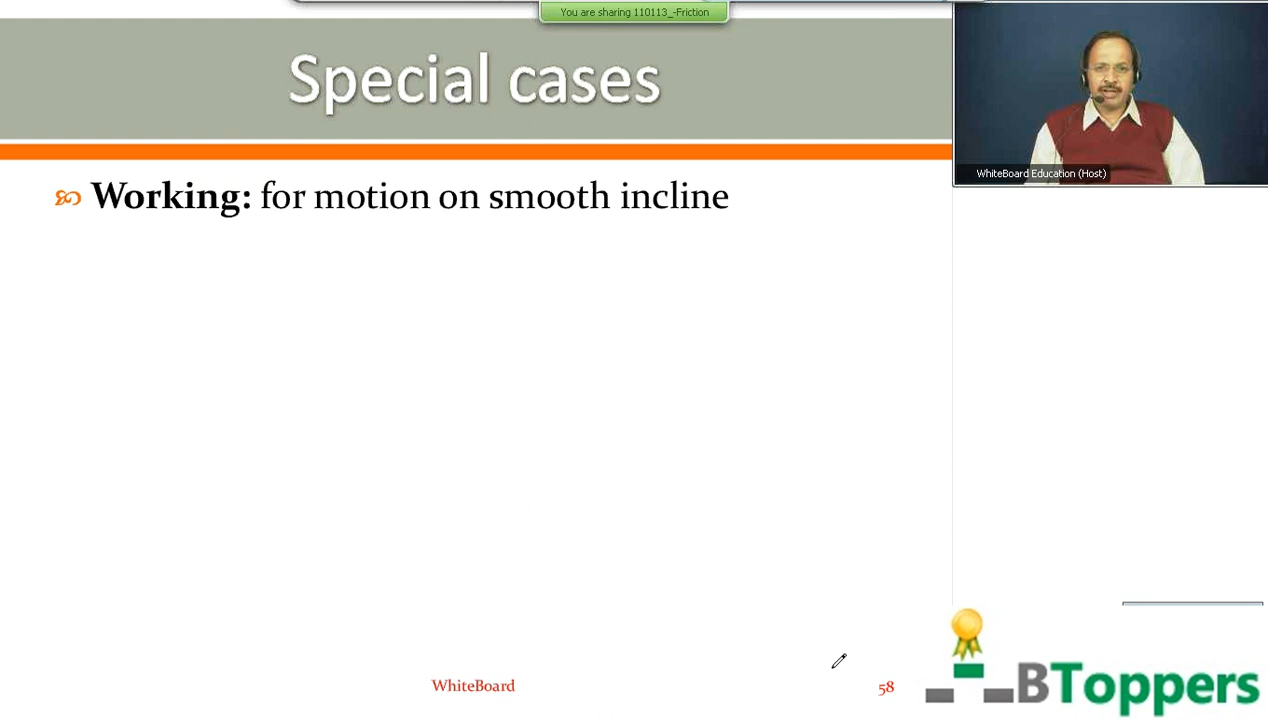 You are sharing 110113_-Friction
Special cases
Working: for motion on smooth incline
WhiteBoard Education (Host)
WhiteBoard
58
BToppers